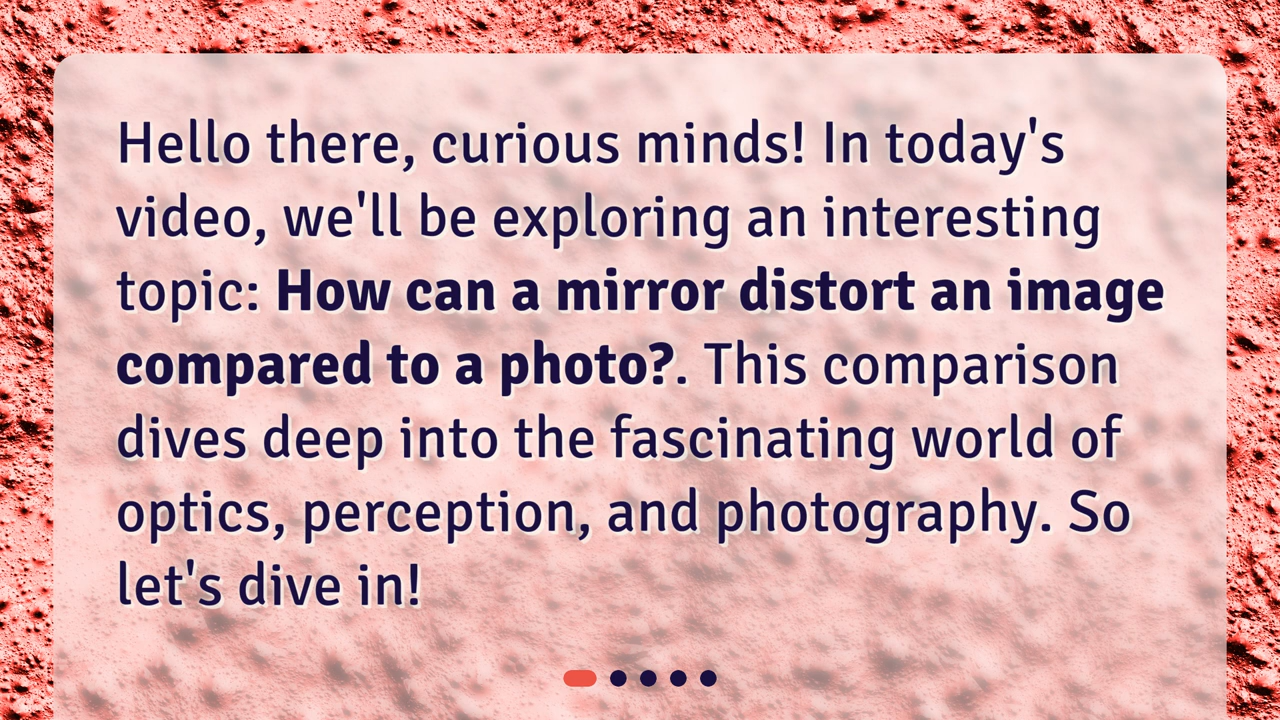 Hello there, curious minds! In today's
video, we'll be exploring an interesting
topic: How can a mirror distort an image
compared to a photo?. This comparison
dives deep into the fascinating world of
optics, perception, and photography. So
let's dive in!